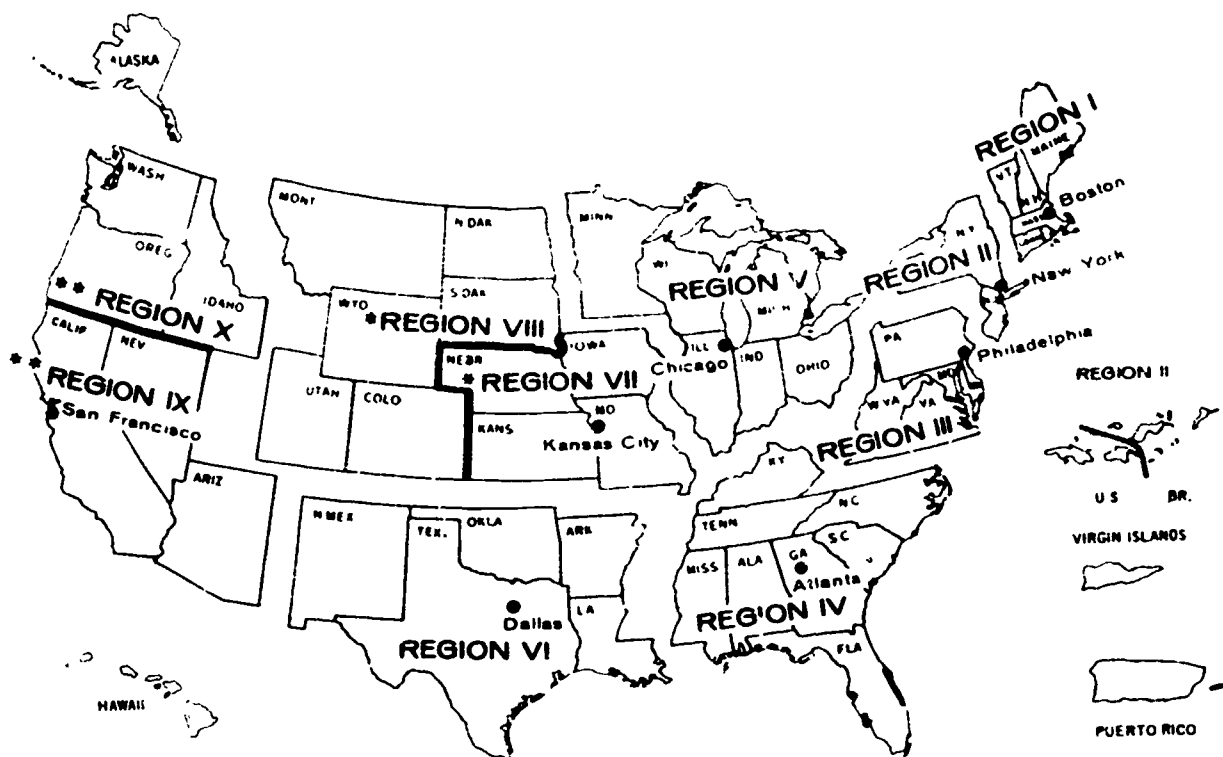 ALASKA
WASH
OREG
IDAHO
MONT
N DAK
S DAK
WYO
** REGION X
CALIF
NEV
** REGION IX
San Francisco
*REGION VIII
NEBR
* REGION VII
UTAH
COLO
KANS
MO
Kansas City
IOWA
MINN
WI
REGION V
MICH
ILL
Chicago
IND
OHIO
REGION I
MAINE
VT
NH
MASS
Boston
NY
REGION II
New York
PA
Philadelphia
MD
W VA
VA
REGION III
REGION II
U S BR.
VIRGIN ISLANDS
PUERTO RICO
KY
TENN
NC
SC
MISS
ALA
GA
Atlanta
REGION IV
FLA
ARIZ
N MEX
TEX.
OKLA
ARK
LA
Dallas
REGION VI
HAWAII